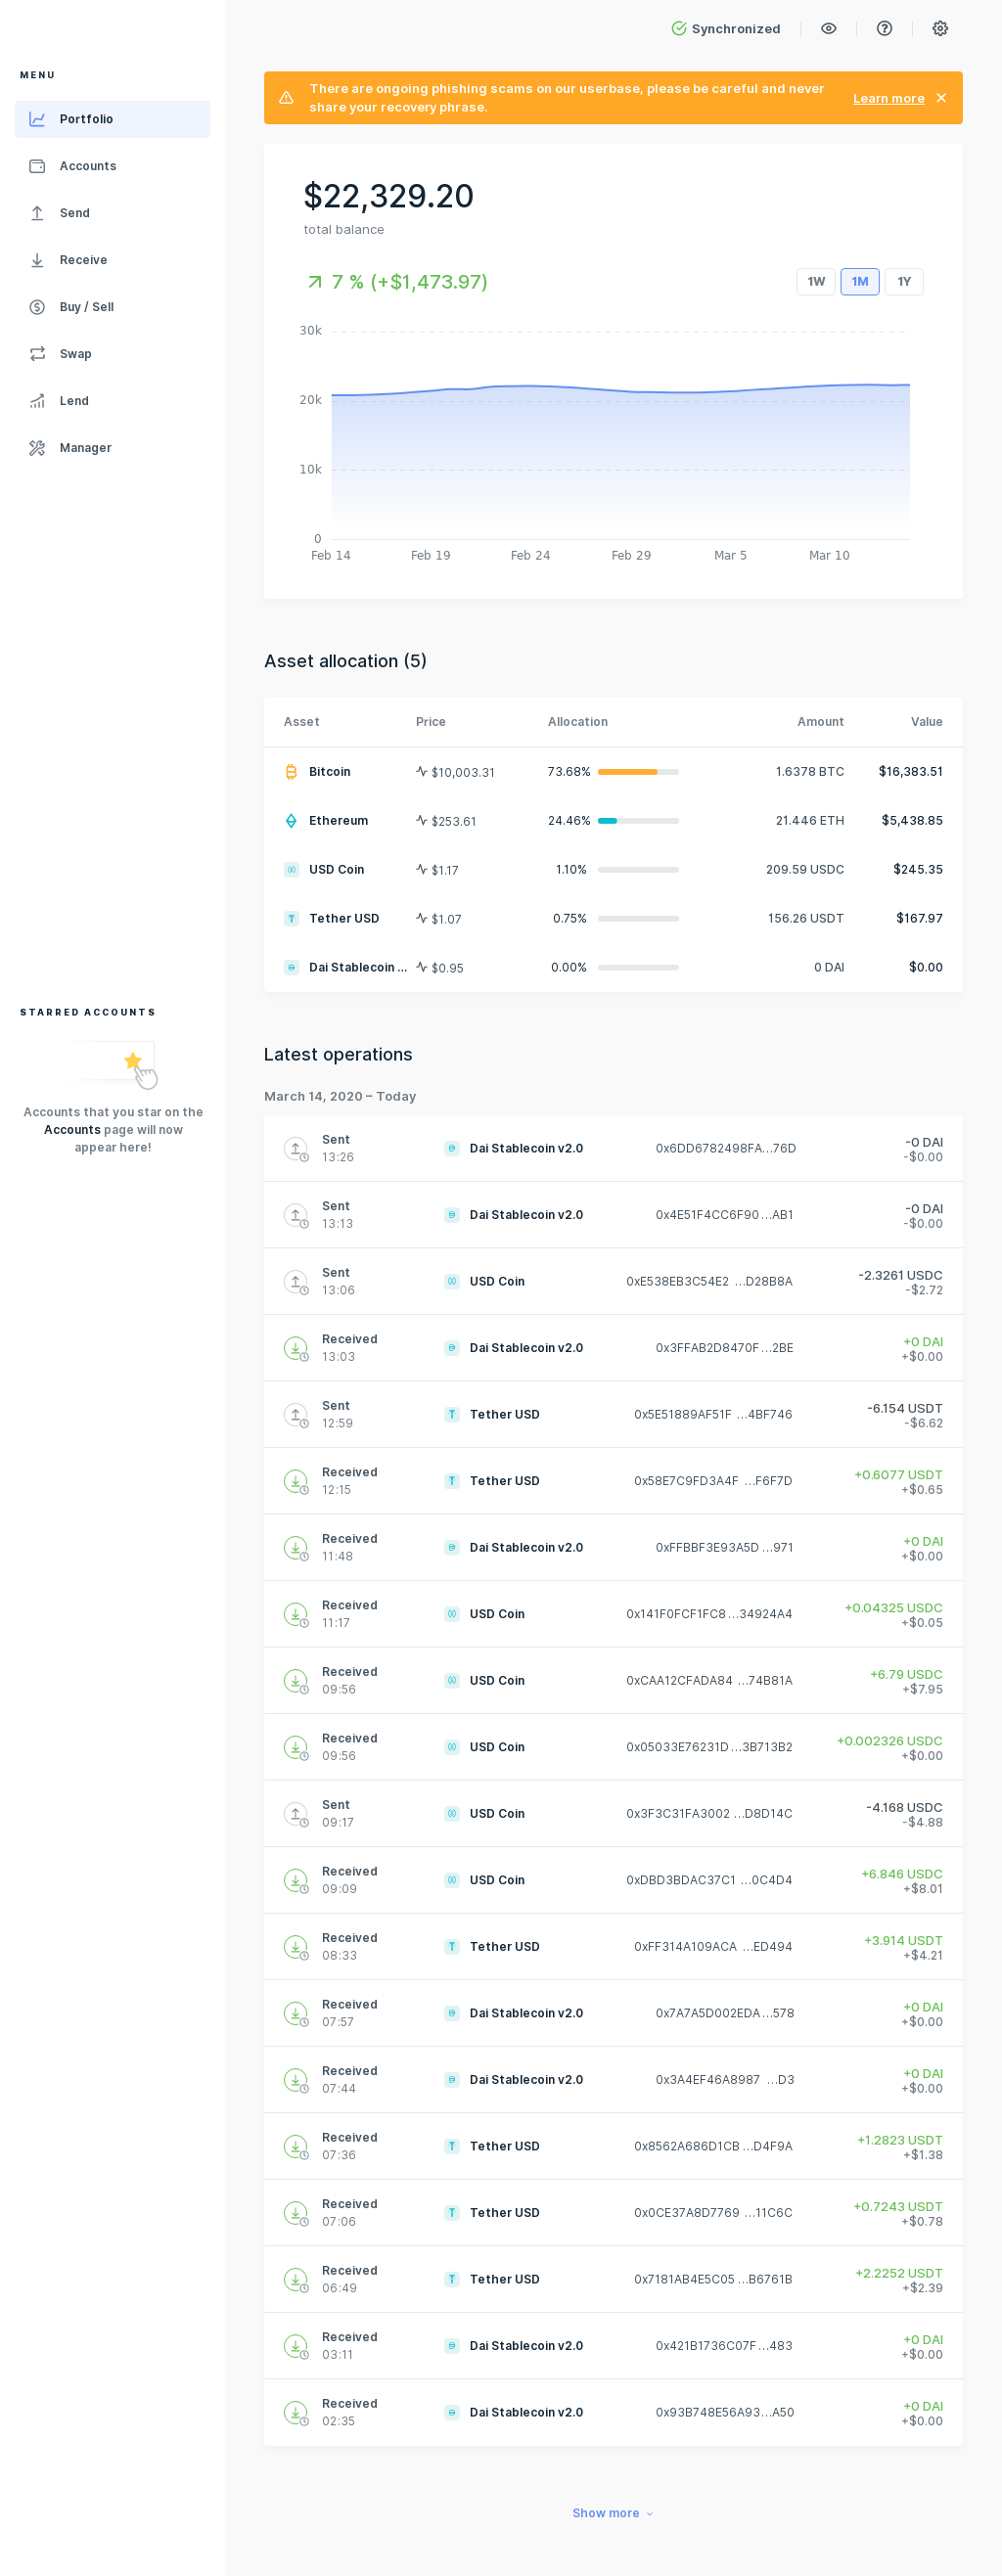 Synchronized
MENU
Portfolio
Accounts
Send
Receive
Buy / Sell
Swap
Lend
Manager
STARRED ACCOUNTS
Accounts that you star on the
Accounts page will now
appear here!
There are ongoing phishing scams on our userbase, please be careful and never
share your recovery phrase.
Learn more
$22,329.20
total balance
7 % (+$1,473.97)
1W 1M 1Y
30k
20k
10k
0
Feb 14 Feb 19 Feb 24 Feb 29 Mar 5 Mar 10
Asset allocation (5)
Asset Price Allocation Amount Value
Bitcoin $10,003.31 73.68% 1.6378 BTC $16,383.51
Ethereum $253.61 24.46% 21.446 ETH $5,438.85
USD Coin $1.17 1.10% 209.59 USDC $245.35
Tether USD $1.07 0.75% 156.26 USDT $167.97
Dai Stablecoin ... $0.95 0.00% 0 DAI $0.00
Latest operations
March 14, 2020 – Today
Sent
13:26
Dai Stablecoin v2.0
0x6DD6782498FA…76D
-0 DAI
-$0.00
Sent
13:13
Dai Stablecoin v2.0
0x4E51F4CC6F90…AB1
-0 DAI
-$0.00
Sent
13:06
USD Coin
0xE538EB3C54E2 …D28B8A
-2.3261 USDC
-$2.72
Received
13:03
Dai Stablecoin v2.0
0x3FFAB2D8470F…2BE
+0 DAI
+$0.00
Sent
12:59
Tether USD
0x5E51889AF51F …4BF746
-6.154 USDT
-$6.62
Received
12:15
Tether USD
0x58E7C9FD3A4F …F6F7D
+0.6077 USDT
+$0.65
Received
11:48
Dai Stablecoin v2.0
0xFFBBF3E93A5D…971
+0 DAI
+$0.00
Received
11:17
USD Coin
0x141F0FCF1FC8…34924A4
+0.04325 USDC
+$0.05
Received
09:56
USD Coin
0xCAA12CFADA84 …74B81A
+6.79 USDC
+$7.95
Received
09:56
USD Coin
0x05033E76231D…3B713B2
+0.002326 USDC
+$0.00
Sent
09:17
USD Coin
0x3F3C31FA3002 …D8D14C
-4.168 USDC
-$4.88
Received
09:09
USD Coin
0xDBD3BDAC37C1 …0C4D4
+6.846 USDC
+$8.01
Received
08:33
Tether USD
0xFF314A109ACA …ED494
+3.914 USDT
+$4.21
Received
07:57
Dai Stablecoin v2.0
0x7A7A5D002EDA…578
+0 DAI
+$0.00
Received
07:44
Dai Stablecoin v2.0
0x3A4EF46A8987 …D3
+0 DAI
+$0.00
Received
07:36
Tether USD
0x8562A686D1CB…D4F9A
+1.2823 USDT
+$1.38
Received
07:06
Tether USD
0x0CE37A8D7769 …11C6C
+0.7243 USDT
+$0.78
Received
06:49
Tether USD
0x7181AB4E5C05…B6761B
+2.2252 USDT
+$2.39
Received
03:11
Dai Stablecoin v2.0
0x421B1736C07F…483
+0 DAI
+$0.00
Received
02:35
Dai Stablecoin v2.0
0x93B748E56A93…A50
+0 DAI
+$0.00
Show more